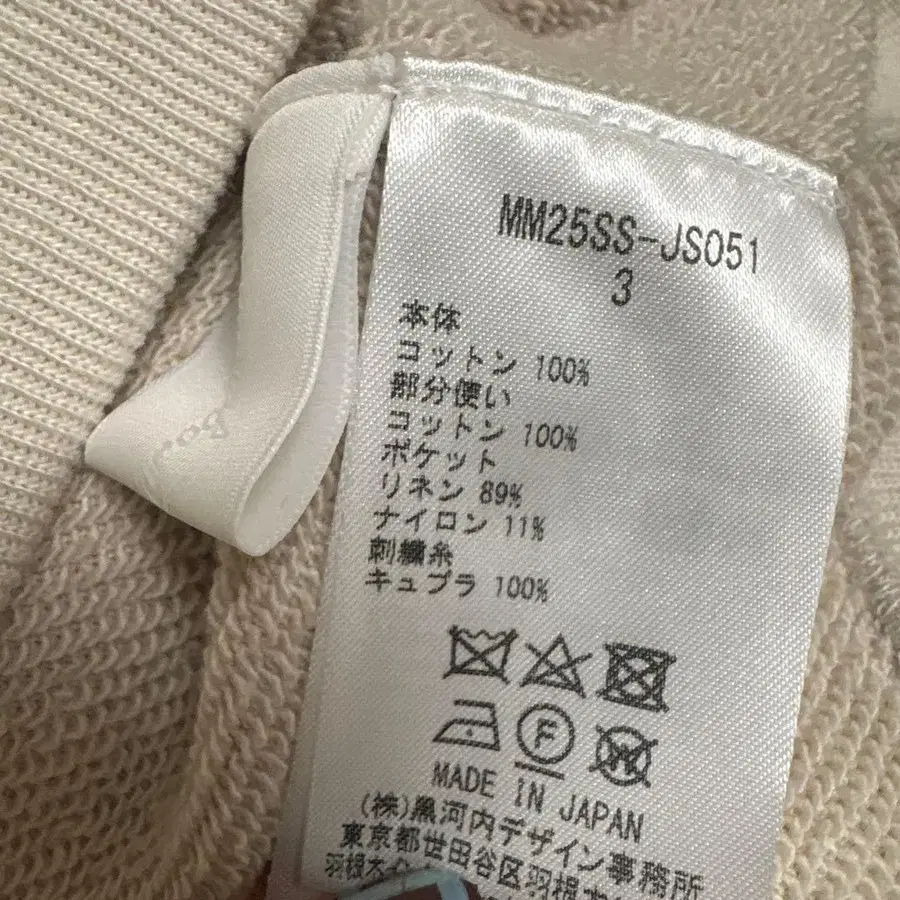 MM25SS-JS051
3
本体
コットン 100%
部分使い
コットン 100%
ポケット
リネン 89%
ナイロン 11%
刺繍糸
キュプラ 100%
F
W
MADE IN JAPAN
(株)黒河内デザイン事務所
東京都世田谷区羽根木
羽根木